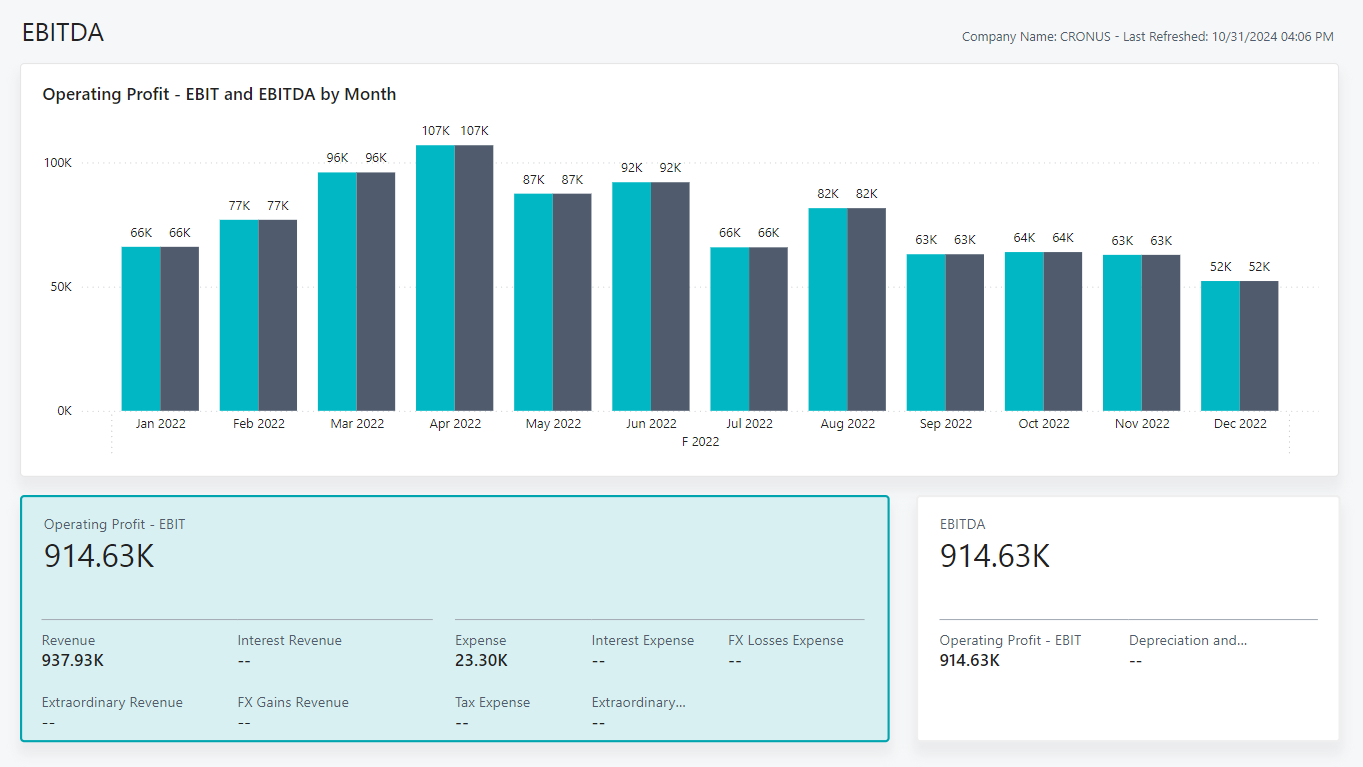 EBITDA
Company Name: CRONUS - Last Refreshed: 10/31/2024 04:06 PM
Operating Profit - EBIT and EBITDA by Month
107K 107K
96K 96K
92K 92K
87K 87K
82K 82K
77K 77K
66K 66K
66K 66K
63K 63K
64K 64K
63K 63K
52K 52K
100K
50K
0K
Jan 2022 Feb 2022 Mar 2022 Apr 2022 May 2022 Jun 2022 Jul 2022 Aug 2022 Sep 2022 Oct 2022 Nov 2022 Dec 2022
F 2022
Operating Profit - EBIT
914.63K
Revenue Interest Revenue Expense Interest Expense FX Losses Expense
937.93K -- 23.30K -- --
Extraordinary Revenue FX Gains Revenue Tax Expense Extraordinary...
-- -- -- --
EBITDA
914.63K
Operating Profit - EBIT Depreciation and...
914.63K --